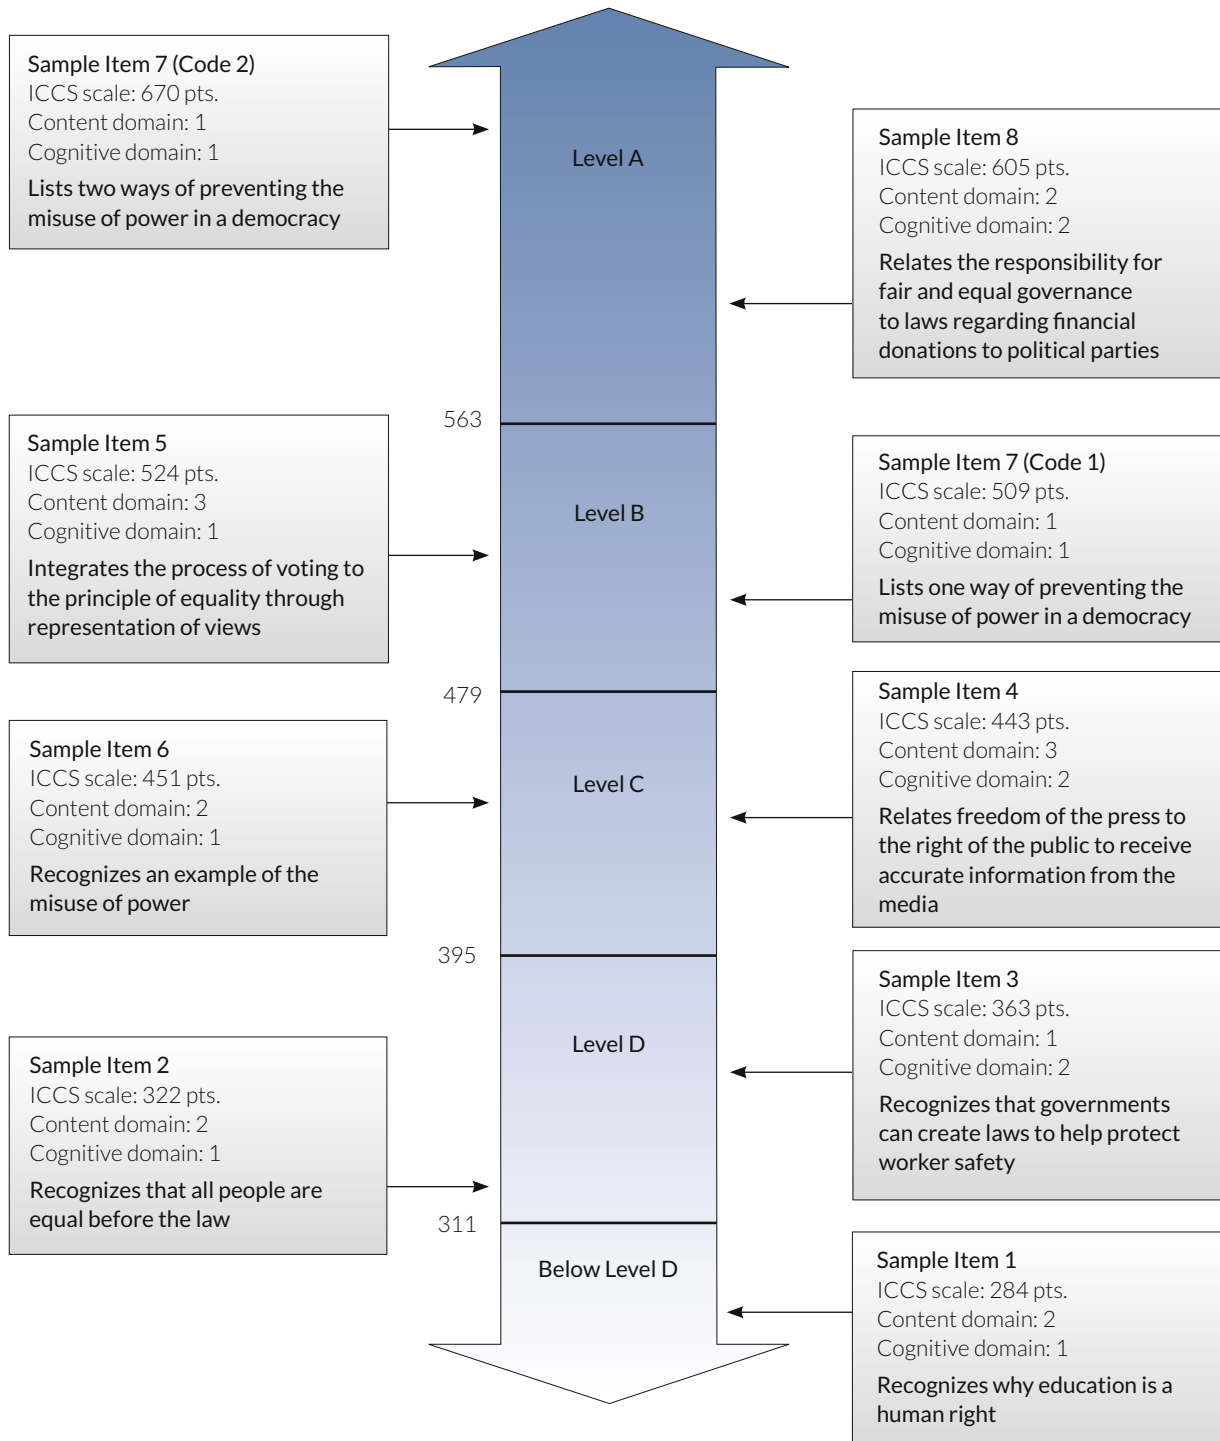 Sample Item 7 (Code 2)
ICCS scale: 670 pts.
Content domain: 1
Cognitive domain: 1
Lists two ways of preventing the
misuse of power in a democracy
Level A
Sample Item 8
ICCS scale: 605 pts.
Content domain: 2
Cognitive domain: 2
Relates the responsibility for
fair and equal governance
to laws regarding financial
donations to political parties
563
Sample Item 5
ICCS scale: 524 pts.
Content domain: 3
Cognitive domain: 1
Integrates the process of voting to
the principle of equality through
representation of views
Level B
Sample Item 7 (Code 1)
ICCS scale: 509 pts.
Content domain: 1
Cognitive domain: 1
Lists one way of preventing the
misuse of power in a democracy
479
Sample Item 6
ICCS scale: 451 pts.
Content domain: 2
Cognitive domain: 1
Recognizes an example of the
misuse of power
Level C
Sample Item 4
ICCS scale: 443 pts.
Content domain: 3
Cognitive domain: 2
Relates freedom of the press to
the right of the public to receive
accurate information from the
media
395
Sample Item 3
ICCS scale: 363 pts.
Content domain: 1
Cognitive domain: 2
Recognizes that governments
can create laws to help protect
worker safety
Level D
Sample Item 2
ICCS scale: 322 pts.
Content domain: 2
Cognitive domain: 1
Recognizes that all people are
equal before the law
311
Below Level D
Sample Item 1
ICCS scale: 284 pts.
Content domain: 2
Cognitive domain: 1
Recognizes why education is a
human right